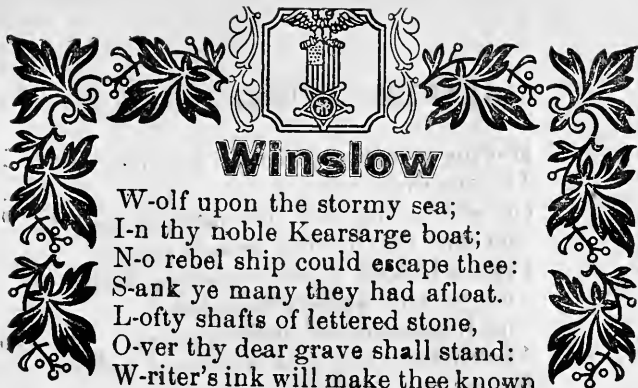 Winslow
W-olf upon the stormy sea;
I-n thy noble Kearsarge boat;
N-o rebel ship could escape thee:
S-ank ye many they had afloat.
L-ofty shafts of lettered stone,
O-ver thy dear grave shall stand:
W-riter's ink will make thee known